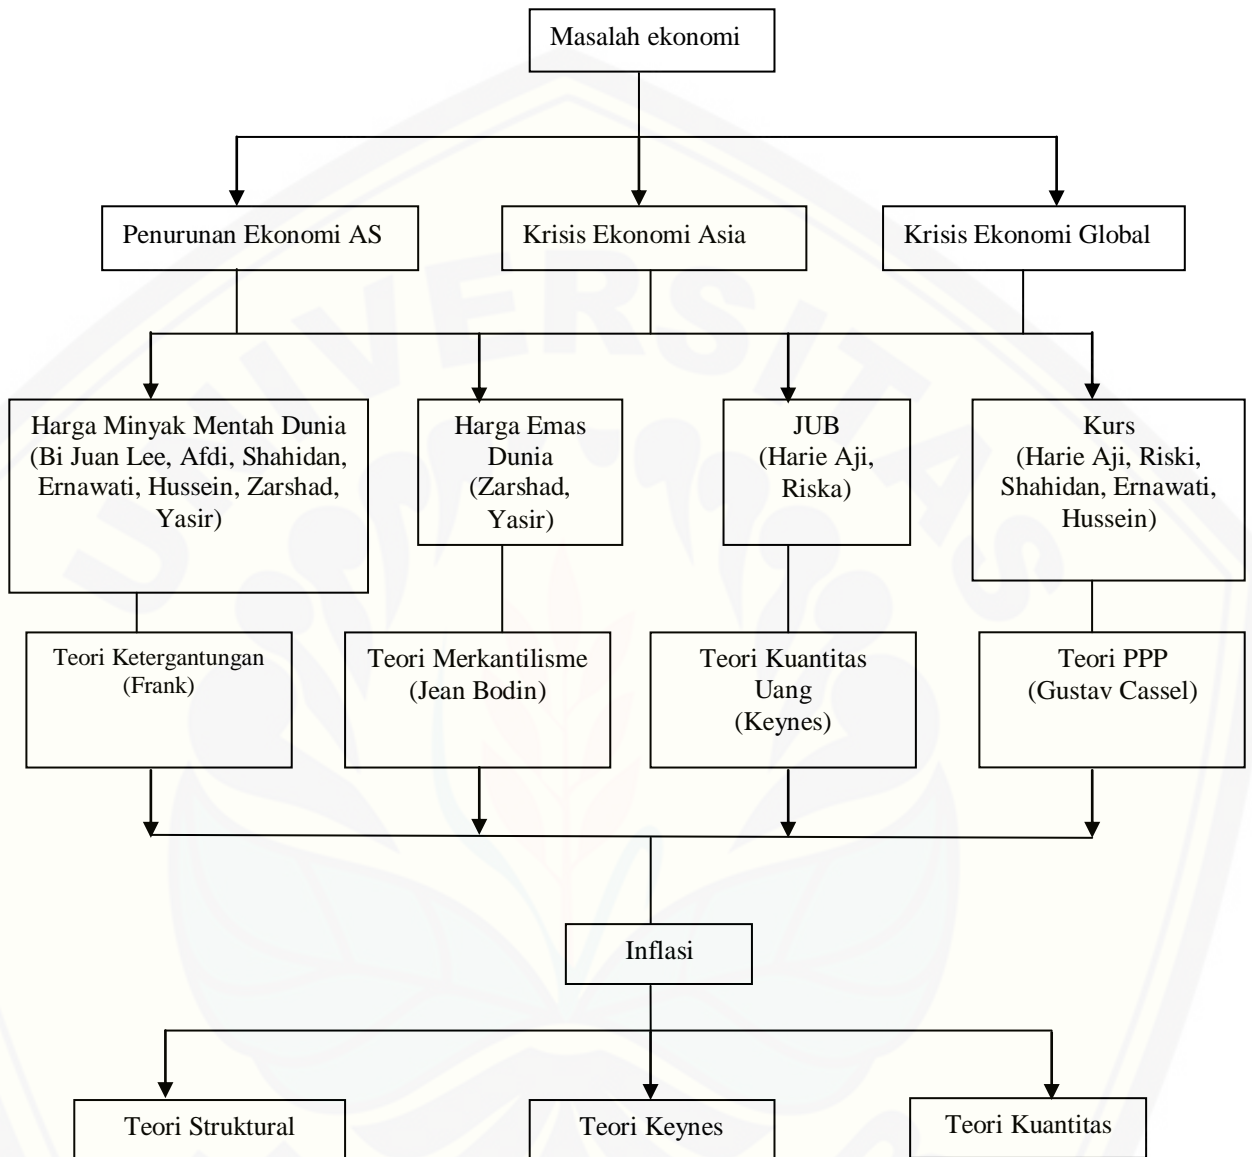 Masalah ekonomi
Penurunan Ekonomi AS
Krisis Ekonomi Asia
Krisis Ekonomi Global
Harga Minyak Mentah Dunia
(Bi Juan Lee, Afdi, Shahidan,
Ernawati, Hussein, Zarshad,
Yasir)
Harga Emas
Dunia
(Zarshad,
Yasir)
JUB
(Harie Aji,
Riska)
Kurs
(Harie Aji, Riski,
Shahidan, Ernawati,
Hussein)
Teori Ketergantungan
(Frank)
Teori Merkantilisme
(Jean Bodin)
Teori Kuantitas
Uang
(Keynes)
Teori PPP
(Gustav Cassel)
Inflasi
Teori Struktural
Teori Keynes
Teori Kuantitas
UNIVERSITAS